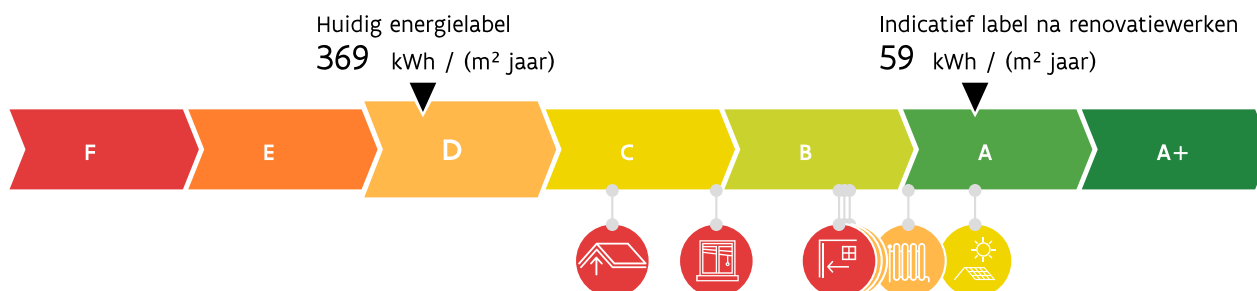 Huidig energielabel
369 kWh / (m² jaar)
Indicatief label na renovatiewerken
59 kWh / (m² jaar)
F
E
D
C
B
A
A+